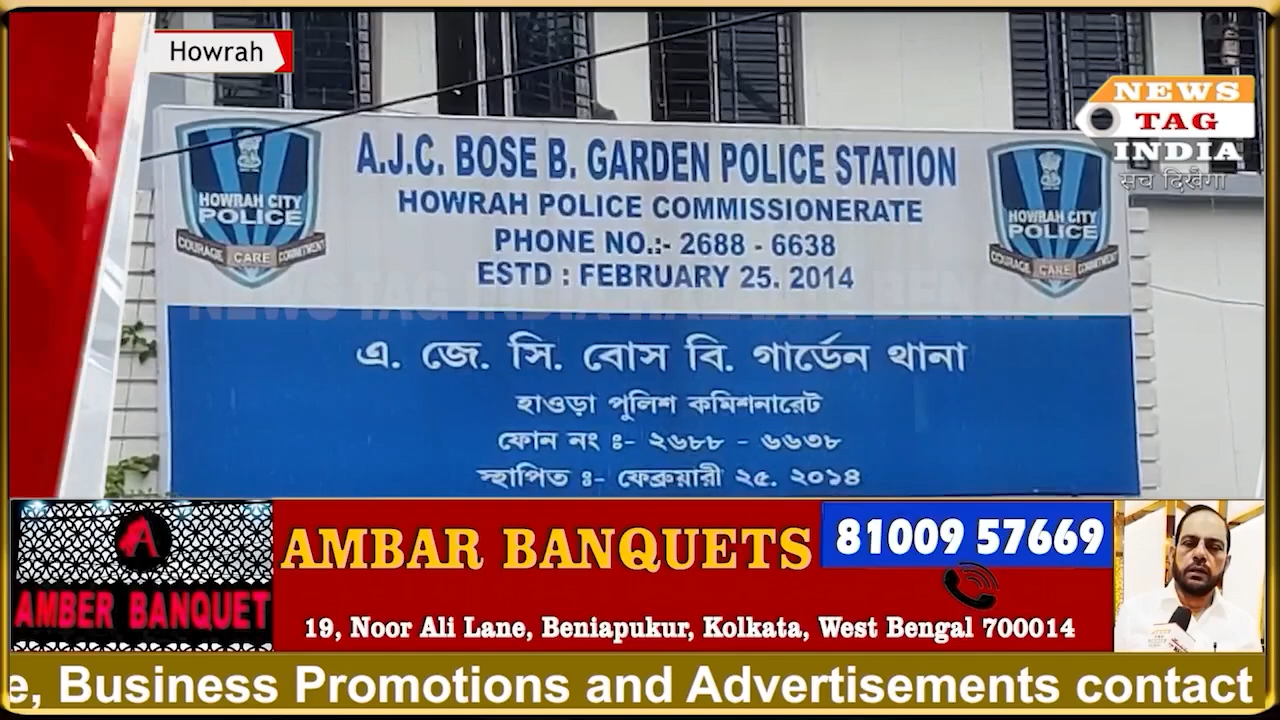 Howrah
NEWS
TAG
INDIA
सच दिखेगा
A.J.C. BOSE B. GARDEN POLICE STATION
HOWRAH POLICE COMMISSIONERATE
PHONE NO.:- 2688 - 6638
ESTD : FEBRUARY 25. 2014
HOWRAH CITY
POLICE
COURAGE CARE COMMITMENT
HOWRAH CITY
POLICE
COURAGE CARE COMMITMENT
NEWS TAG INDIA
এ. জে. সি. বোস বি. গার্ডেন থানা
হাওড়া পুলিশ কমিশনারেট
ফোন নং ঃ- ২৬৮৮ - ৬৬৩৮
স্থাপিত ঃ- ফেব্রুয়ারী ২৫. ২০১৪
A
AMBER BANQUET
AMBAR BANQUETS
81009 57669
19, Noor Ali Lane, Beniapukur, Kolkata, West Bengal 700014
e, Business Promotions and Advertisements contact